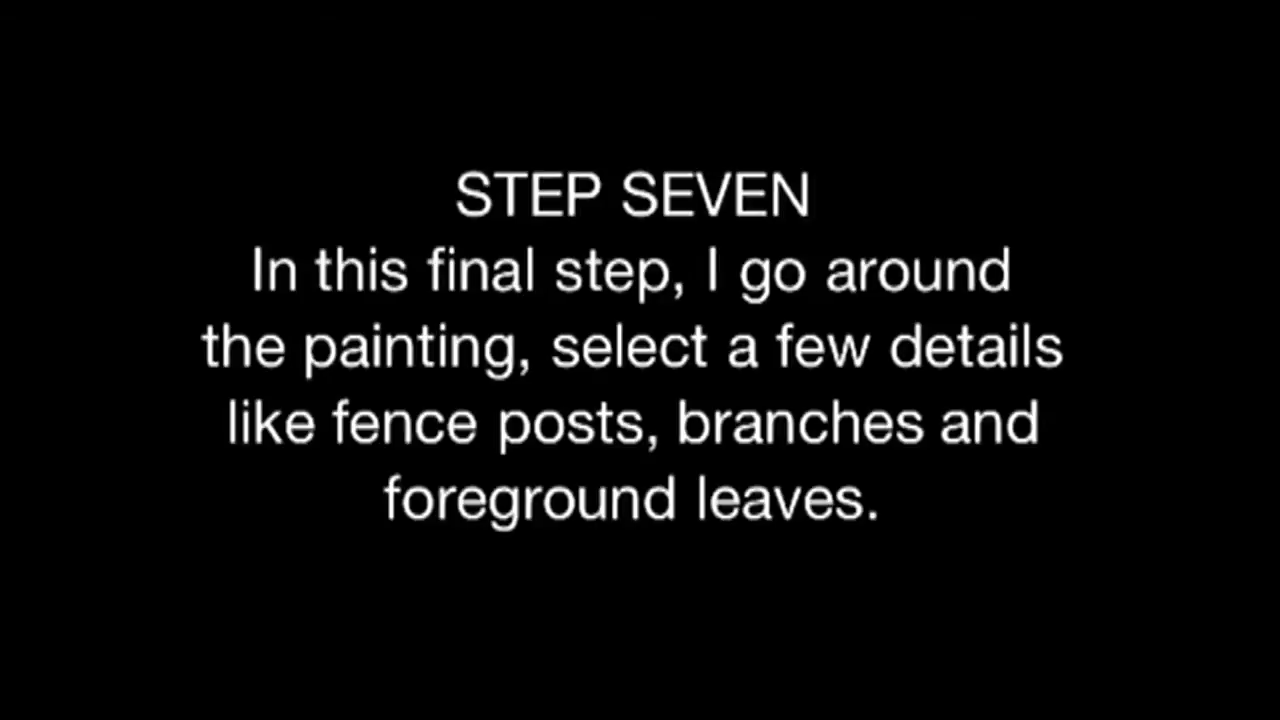 STEP SEVEN
In this final step, I go around
the painting, select a few details
like fence posts, branches and
foreground leaves.